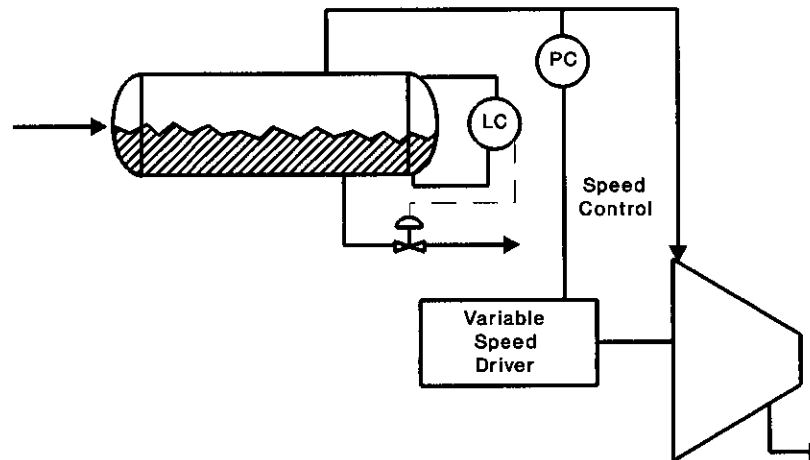 PC
LC
Speed
Control
Variable
Speed
Driver